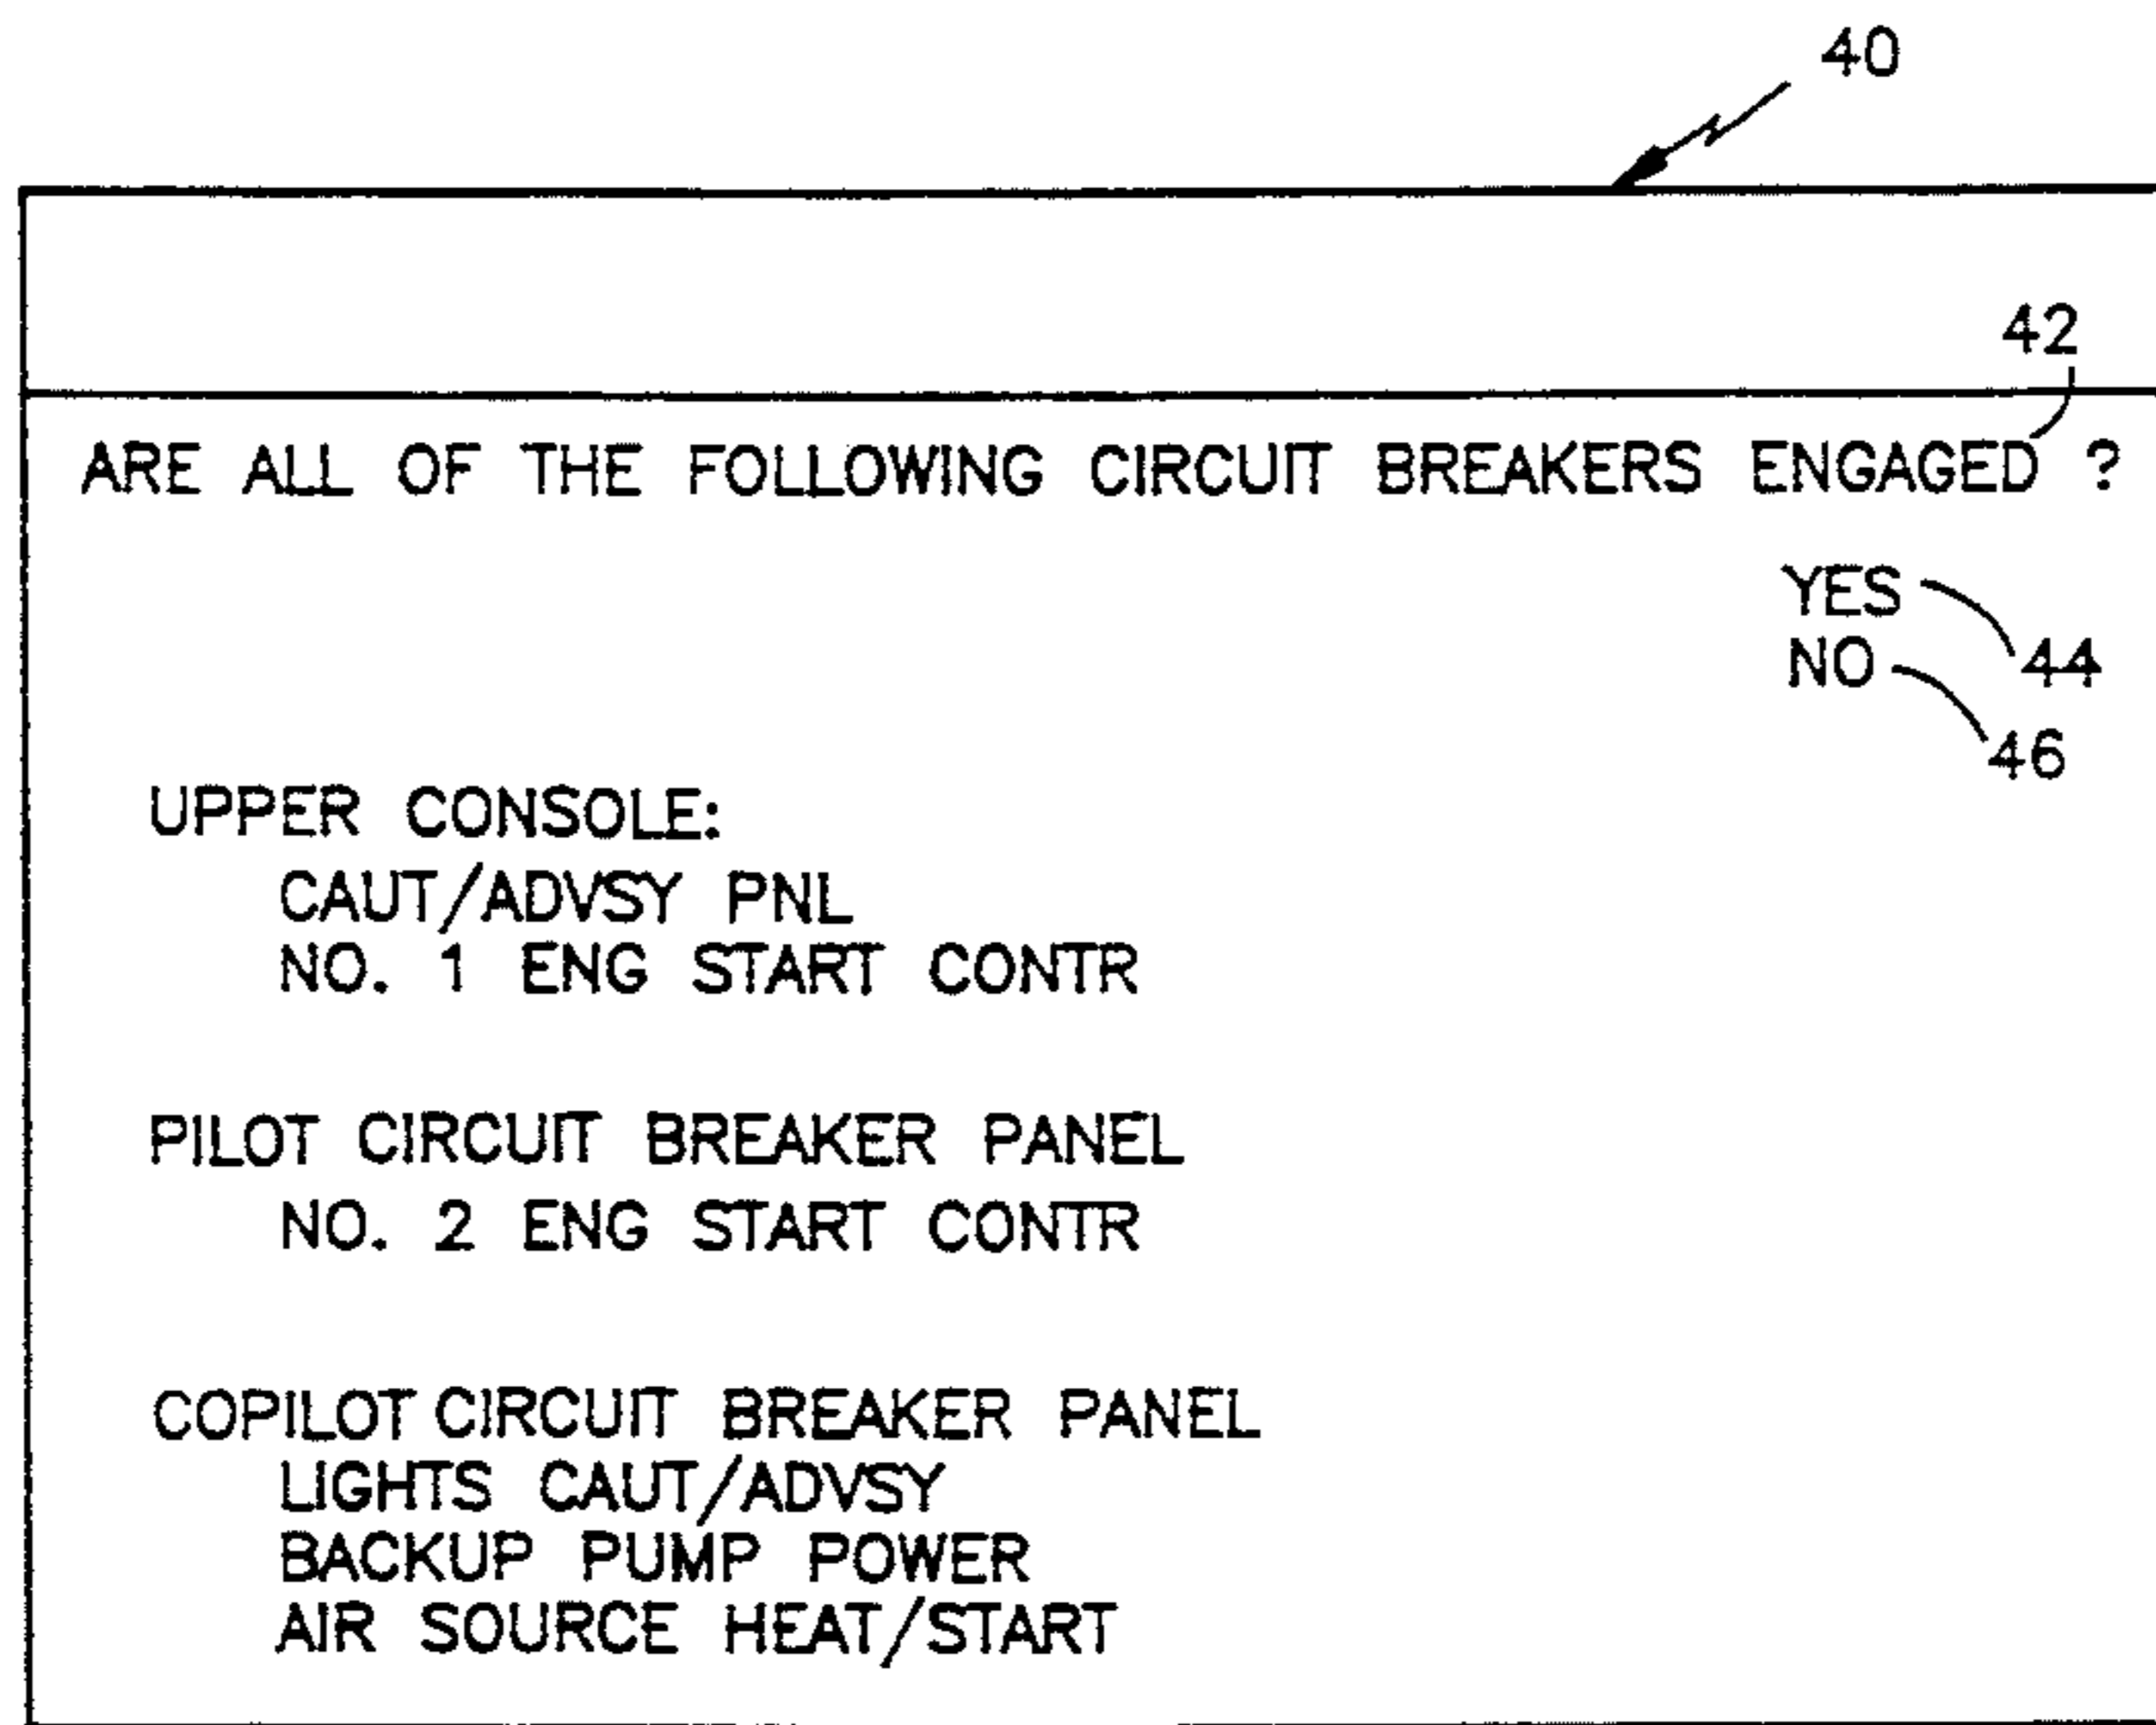 40
42
ARE ALL OF THE FOLLOWING CIRCUIT BREAKERS ENGAGED ?
YES
NO 44
46
UPPER CONSOLE:
CAUT/ADVSY PNL
NO. 1 ENG START CONTR
PILOT CIRCUIT BREAKER PANEL
NO. 2 ENG START CONTR
COPILOT CIRCUIT BREAKER PANEL
LIGHTS CAUT/ADVSY
BACKUP PUMP POWER
AIR SOURCE HEAT/START